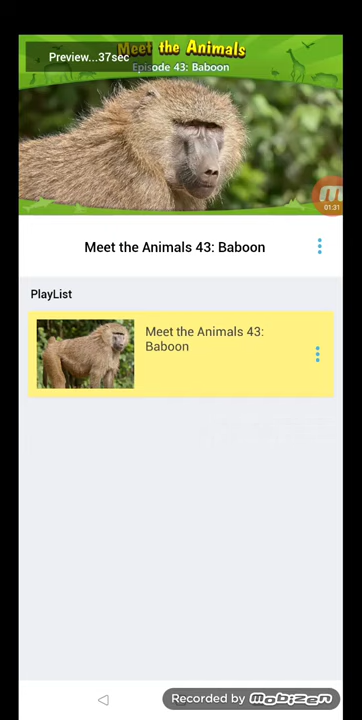 Meet the Animals
Preview...37sec
Episode 43: Baboon
01:31
Meet the Animals 43: Baboon
PlayList
Meet the Animals 43:
Baboon
Recorded by mobizen